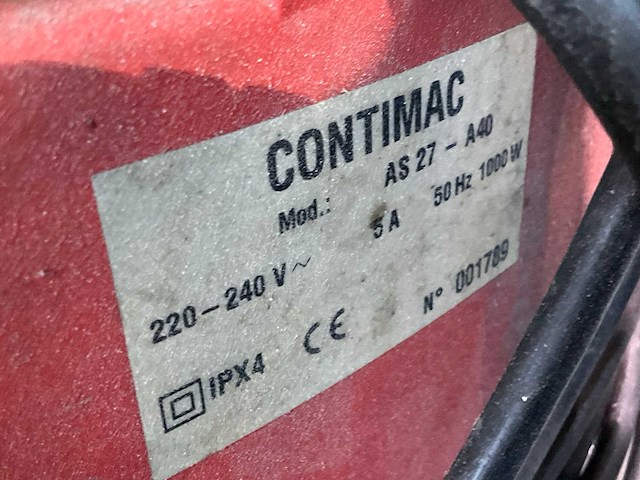 CONTIMAC
Mod.: AS 27 - A40
220 - 240 V ~ 5 A 50 Hz 1000 W
IPX4 CE N° 001789